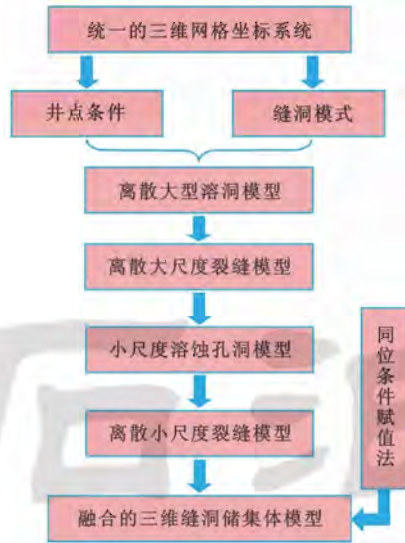 统一的三维网格坐标系统
井点条件
缝洞模式
离散大型溶洞模型
离散大尺度裂缝模型
小尺度溶蚀孔洞模型
离散小尺度裂缝模型
同位条件赋值法
融合的三维缝洞储集体模型